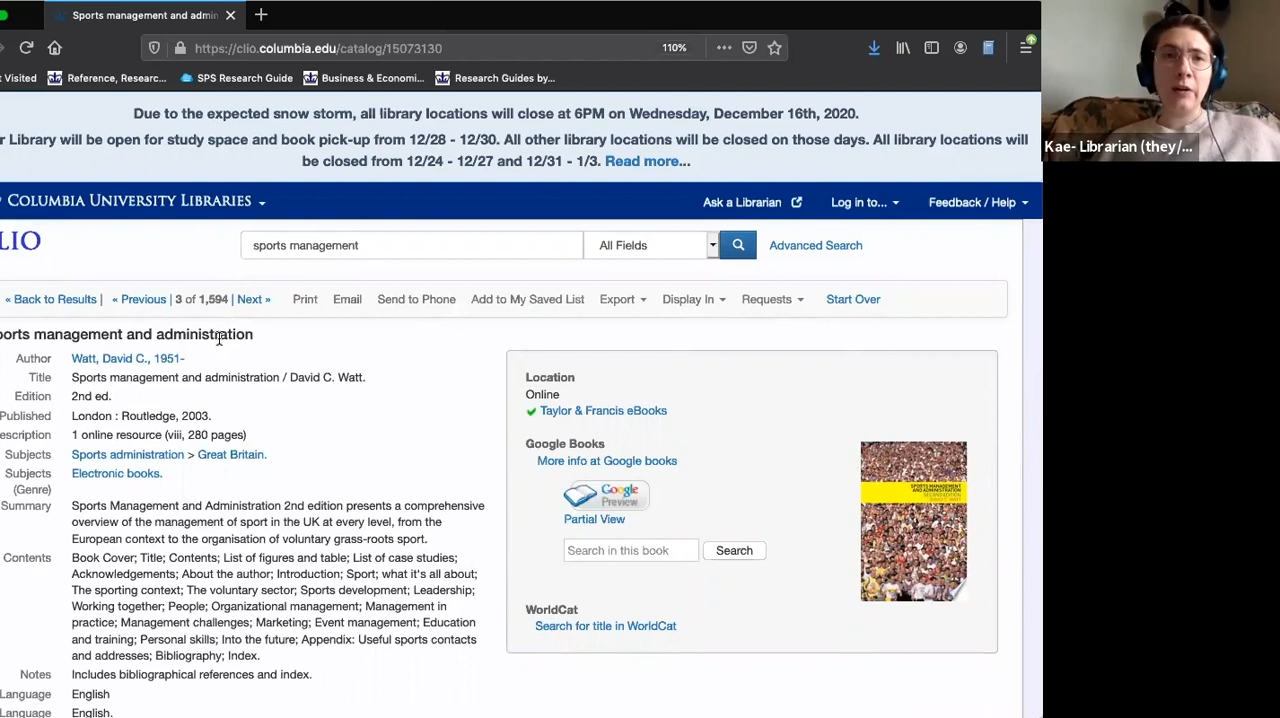 Sports management and admin
https://clio.columbia.edu/catalog/15073130
110%
Visited
Reference, Researc...
SPS Research Guide
Business & Economi...
Research Guides by...
Due to the expected snow storm, all library locations will close at 6PM on Wednesday, December 16th, 2020.
r Library will be open for study space and book pick-up from 12/28 - 12/30. All other library locations will be closed on those days. All library locations will
be closed from 12/24 - 12/27 and 12/31 - 1/3. Read more...
COLUMBIA UNIVERSITY LIBRARIES
Ask a Librarian
Log in to...
Feedback / Help
LIO
sports management
All Fields
Advanced Search
« Back to Results |
« Previous | 3 of 1,594 | Next »
Print
Email
Send to Phone
Add to My Saved List
Export
Display In
Requests
Start Over
ports management and administration
Author Watt, David C., 1951-
Title Sports management and administration / David C. Watt.
Edition 2nd ed.
Published London : Routledge, 2003.
escription 1 online resource (viii, 280 pages)
Subjects Sports administration > Great Britain.
Subjects Electronic books.
(Genre)
Summary Sports Management and Administration 2nd edition presents a comprehensive
overview of the management of sport in the UK at every level, from the
European context to the organisation of voluntary grass-roots sport.
Contents Book Cover; Title; Contents; List of figures and table; List of case studies;
Acknowledgements; About the author; Introduction; Sport; what it's all about;
The sporting context; The voluntary sector; Sports development; Leadership;
Working together; People; Organizational management; Management in
practice; Management challenges; Marketing; Event management; Education
and training; Personal skills; Into the future; Appendix: Useful sports contacts
and addresses; Bibliography; Index.
Notes Includes bibliographical references and index.
Language English
Language English.
Location
Online
Taylor & Francis eBooks
Google Books
More info at Google books
Google
Preview
Partial View
Search in this book
Search
WorldCat
Search for title in WorldCat
SPORTS MANAGEMENT
AND ADMINISTRATION
SECOND EDITION
Kae- Librarian (they/...